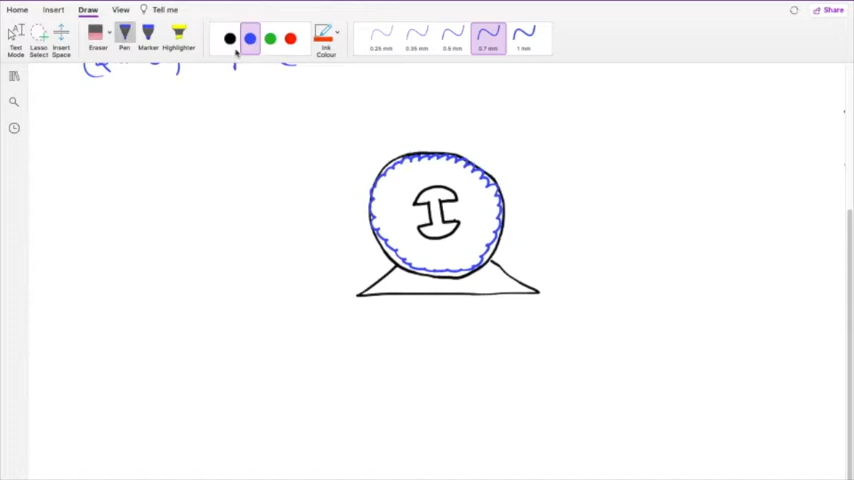 Home Insert Draw View Tell me Share
Text Mode Lasso Select Insert Space Eraser Pen Marker Highlighter Ink Colour 0.25 mm 0.35 mm 0.5 mm 0.7 mm 1 mm